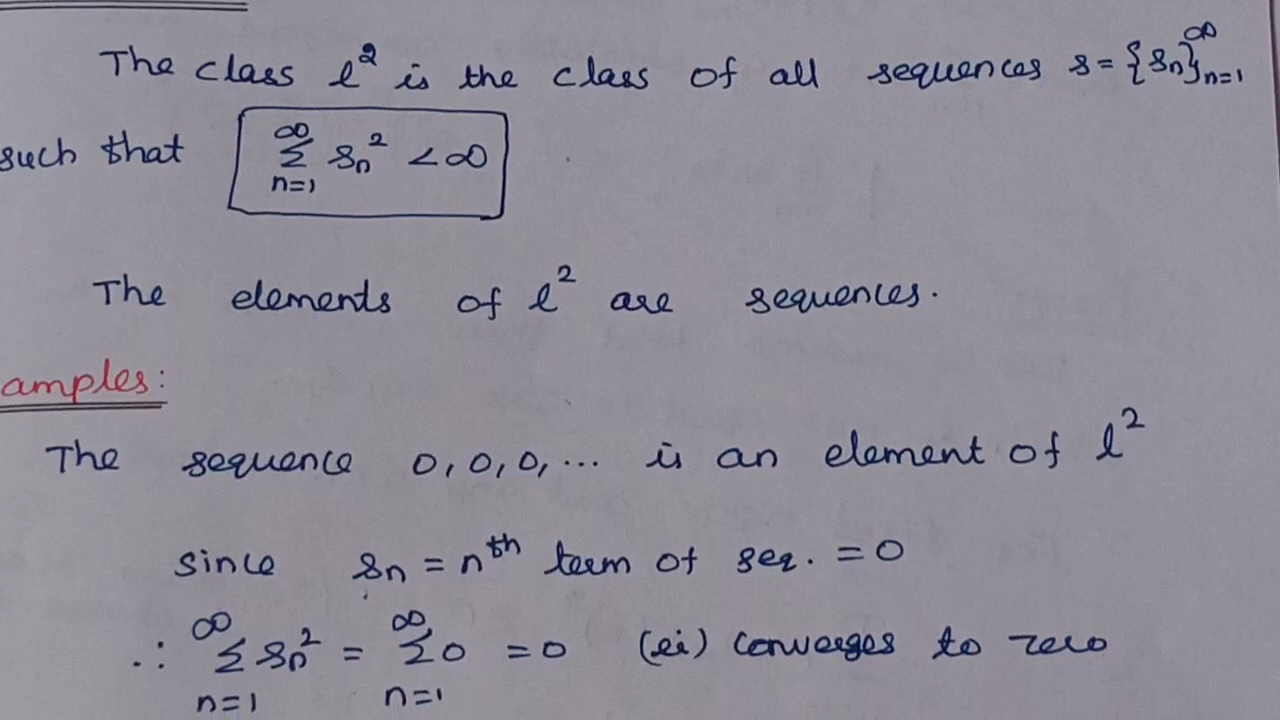 The class l² is the class of all sequences s = {sₙ}∞ₙ₌₁
such that ∞Σₙ₌₁ sₙ² < ∞
The elements of l² are sequences.
amples:
The sequence 0, 0, 0, ... is an element of l²
since sₙ = nᵗʰ term of seq. = 0
∴ ∞Σₙ₌₁ sₙ² = ∞Σₙ₌₁ 0 = 0 (ei) converges to zero